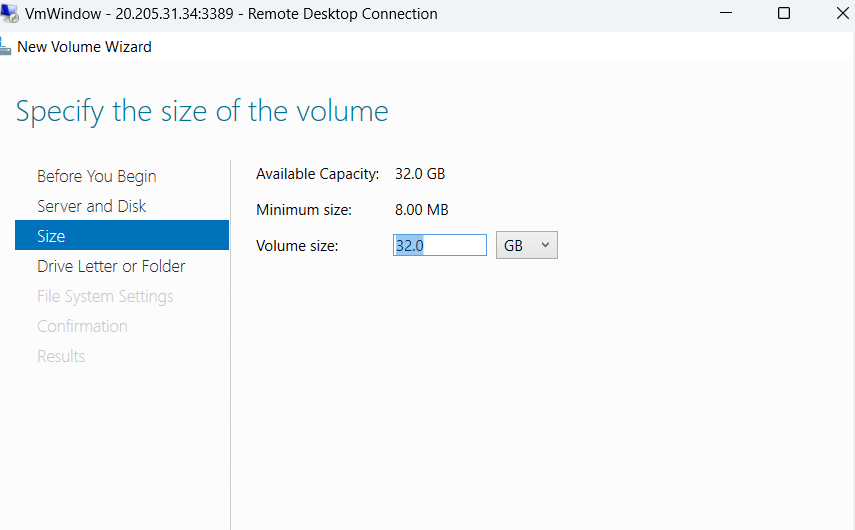 VmWindow - 20.205.31.34:3389 - Remote Desktop Connection
New Volume Wizard
Specify the size of the volume
Before You Begin
Server and Disk
Size
Drive Letter or Folder
File System Settings
Confirmation
Results
Available Capacity: 32.0 GB
Minimum size: 8.00 MB
Volume size: 32.0 GB